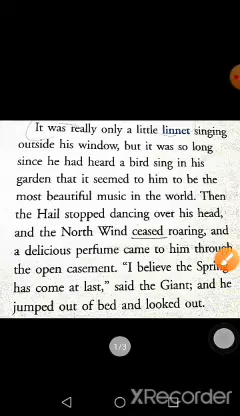 It was really only a little linnet singing
outside his window, but it was so long
since he had heard a bird sing in his
garden that it seemed to him to be the
most beautiful music in the world. Then
the Hail stopped dancing over his head,
and the North Wind ceased roaring, and
a delicious perfume came to him through
the open casement. “I believe the Spring
has come at last,” said the Giant; and he
jumped out of bed and looked out.
1/3
XRecorder